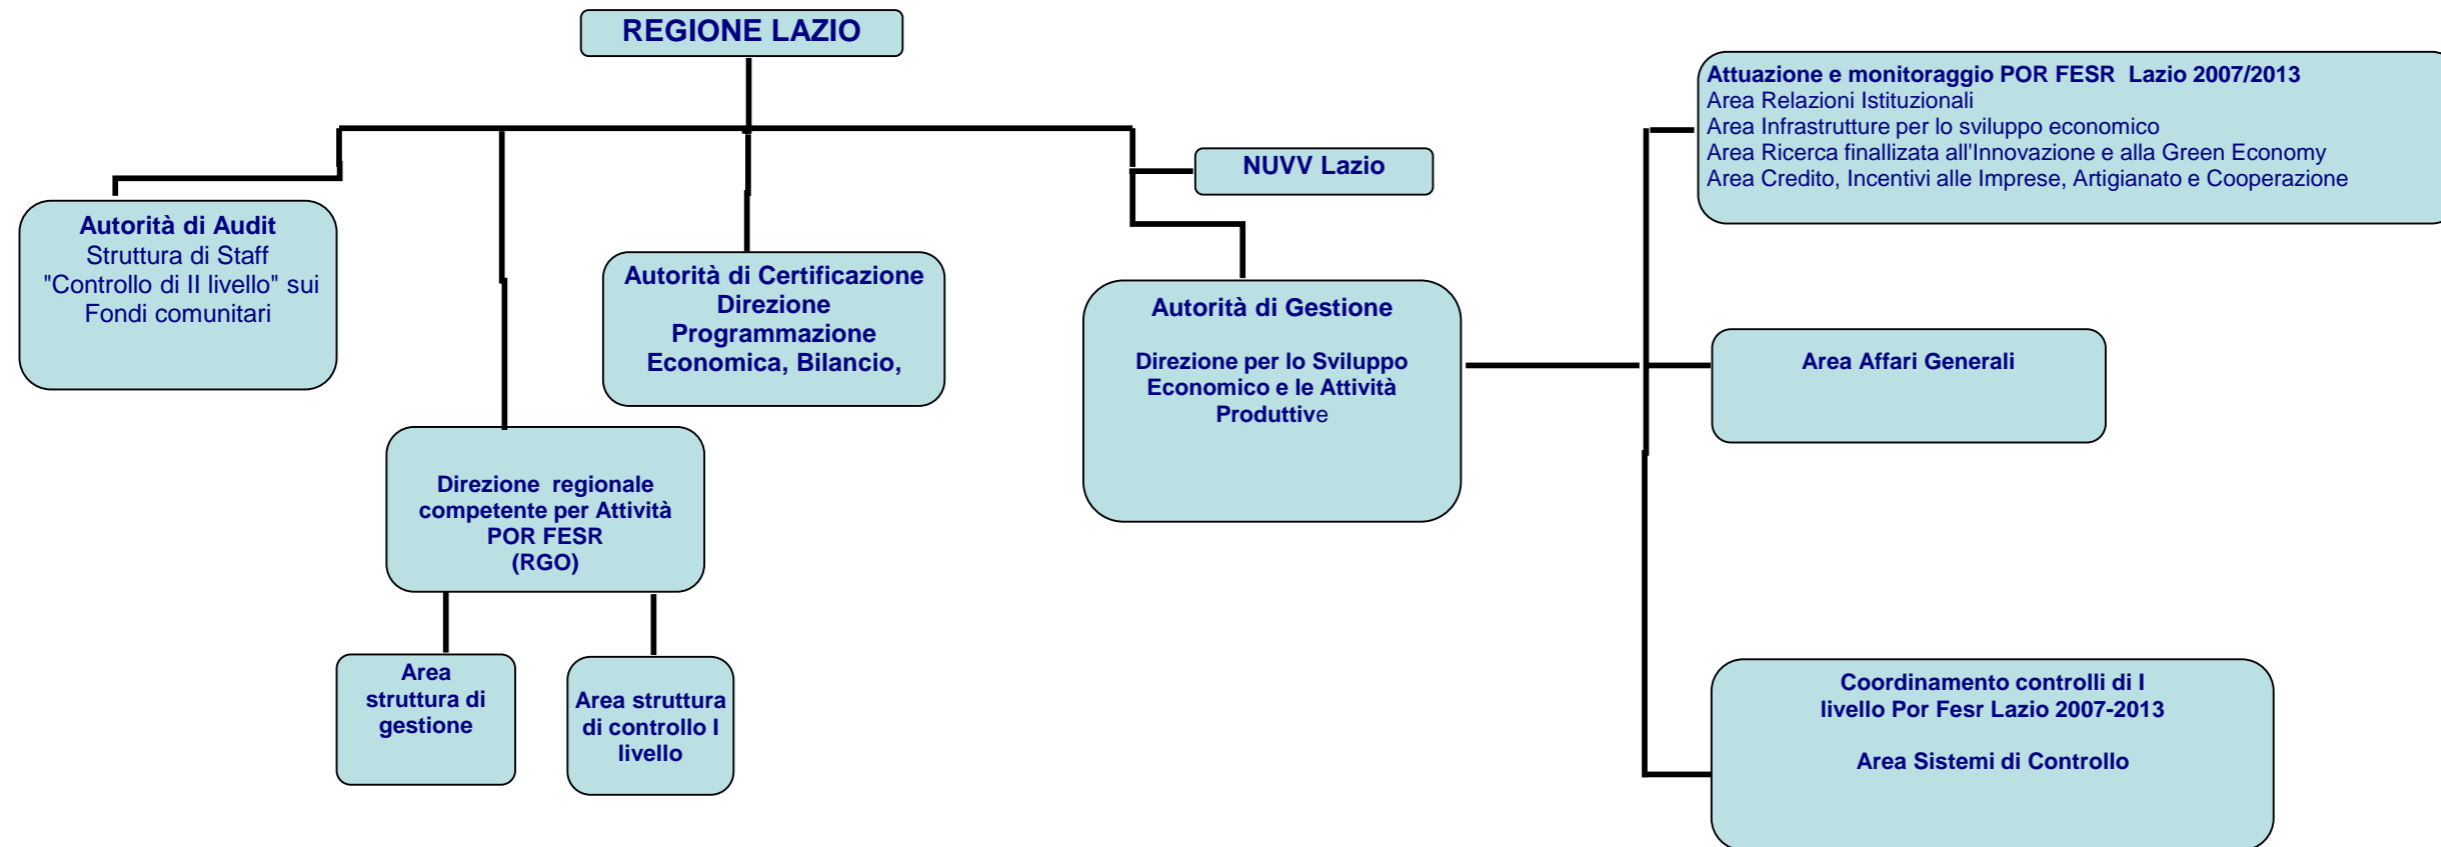 REGIONE LAZIO
Attuazione e monitoraggio POR FESR Lazio 2007/2013
Area Relazioni Istituzionali
Area Infrastrutture per lo sviluppo economico
Area Ricerca finallizata all'Innovazione e alla Green Economy
Area Credito, Incentivi alle Imprese, Artigianato e Cooperazione
NUVV Lazio
Autorità di Audit
Struttura di Staff
"Controllo di II livello" sui
Fondi comunitari
Autorità di Certificazione
Direzione
Programmazione
Economica, Bilancio,
Autorità di Gestione
Direzione per lo Sviluppo
Economico e le Attività
Produttive
Area Affari Generali
Direzione regionale
competente per Attività
POR FESR
(RGO)
Area
struttura di
gestione
Area struttura
di controllo I
livello
Coordinamento controlli di I
livello Por Fesr Lazio 2007-2013
Area Sistemi di Controllo